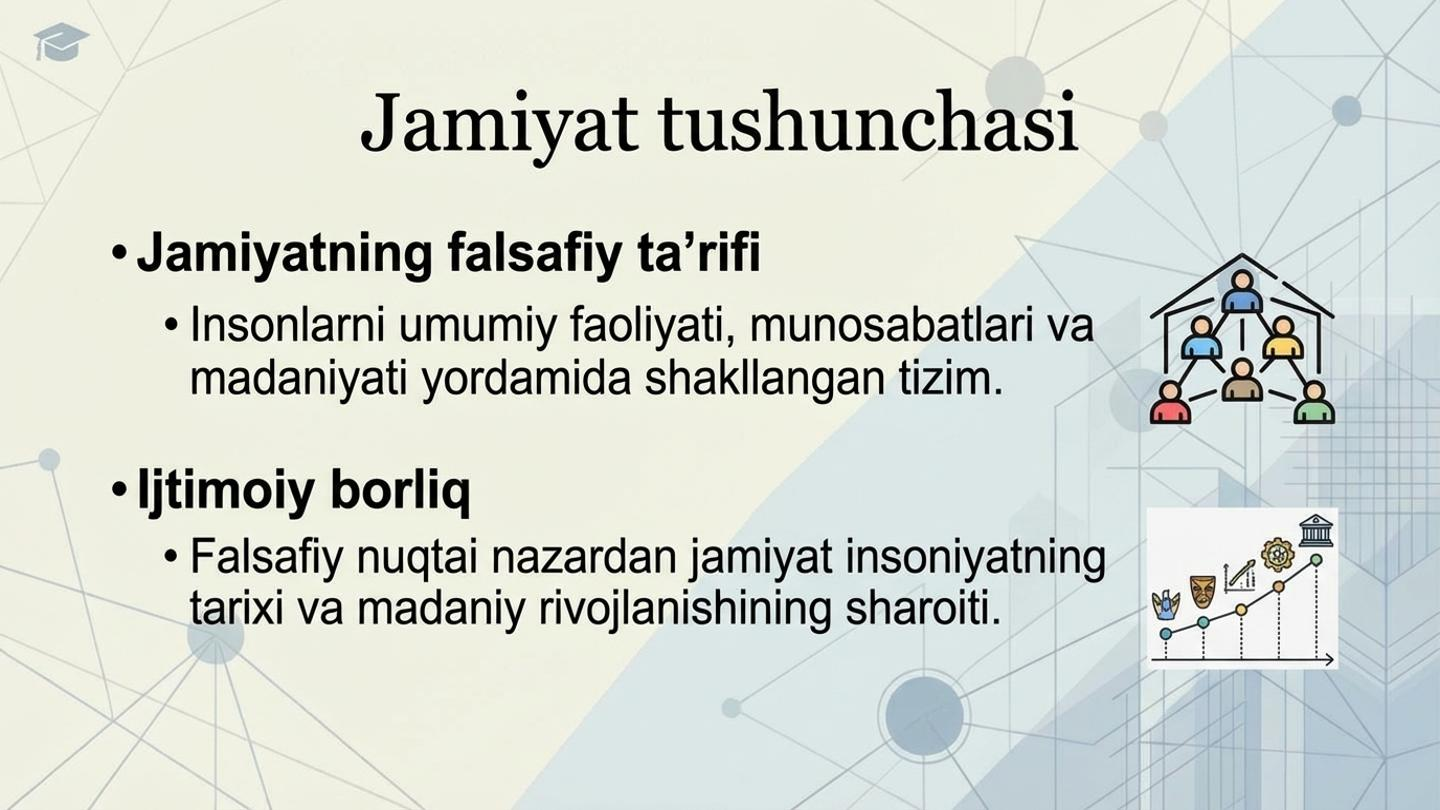 Jamiyat tushunchasi
• Jamiyatning falsafiy ta’rifi
• Insonlarni umumiy faoliyati, munosabatlari va
madaniyati yordamida shakllangan tizim.
• Ijtimoiy borliq
• Falsafiy nuqtai nazardan jamiyat insoniyatning
tarixi va madaniy rivojlanishining sharoiti.